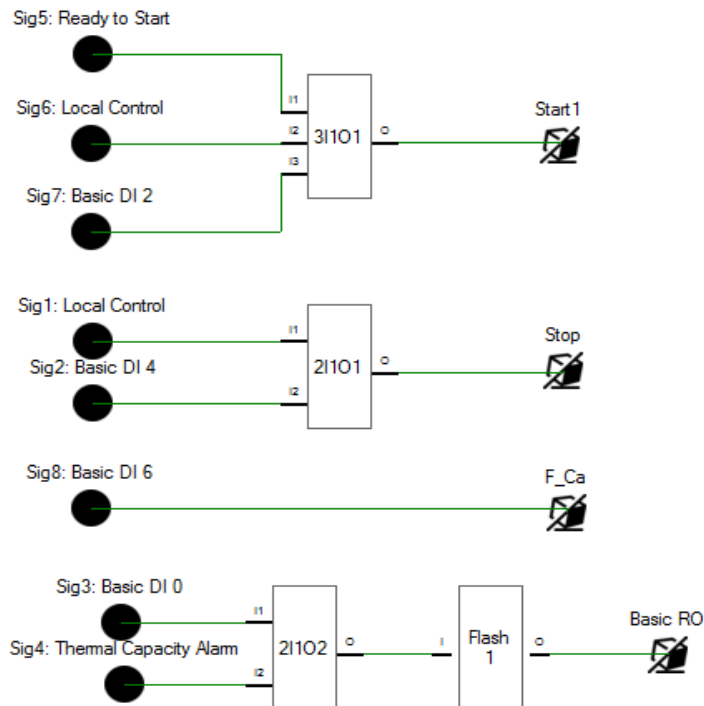 Sig5: Ready to Start
I1
Sig6: Local Control
I2
3I1O1
O
Start1
I3
Sig7: Basic DI 2
Sig1: Local Control
I1
Stop
Sig2: Basic DI 4
2I1O1
O
I2
Sig8: Basic DI 6
F_Ca
Sig3: Basic DI 0
I1
Basic RO
Sig4: Thermal Capacity Alarm
2I1O2
O
I
Flash
1
O
I2